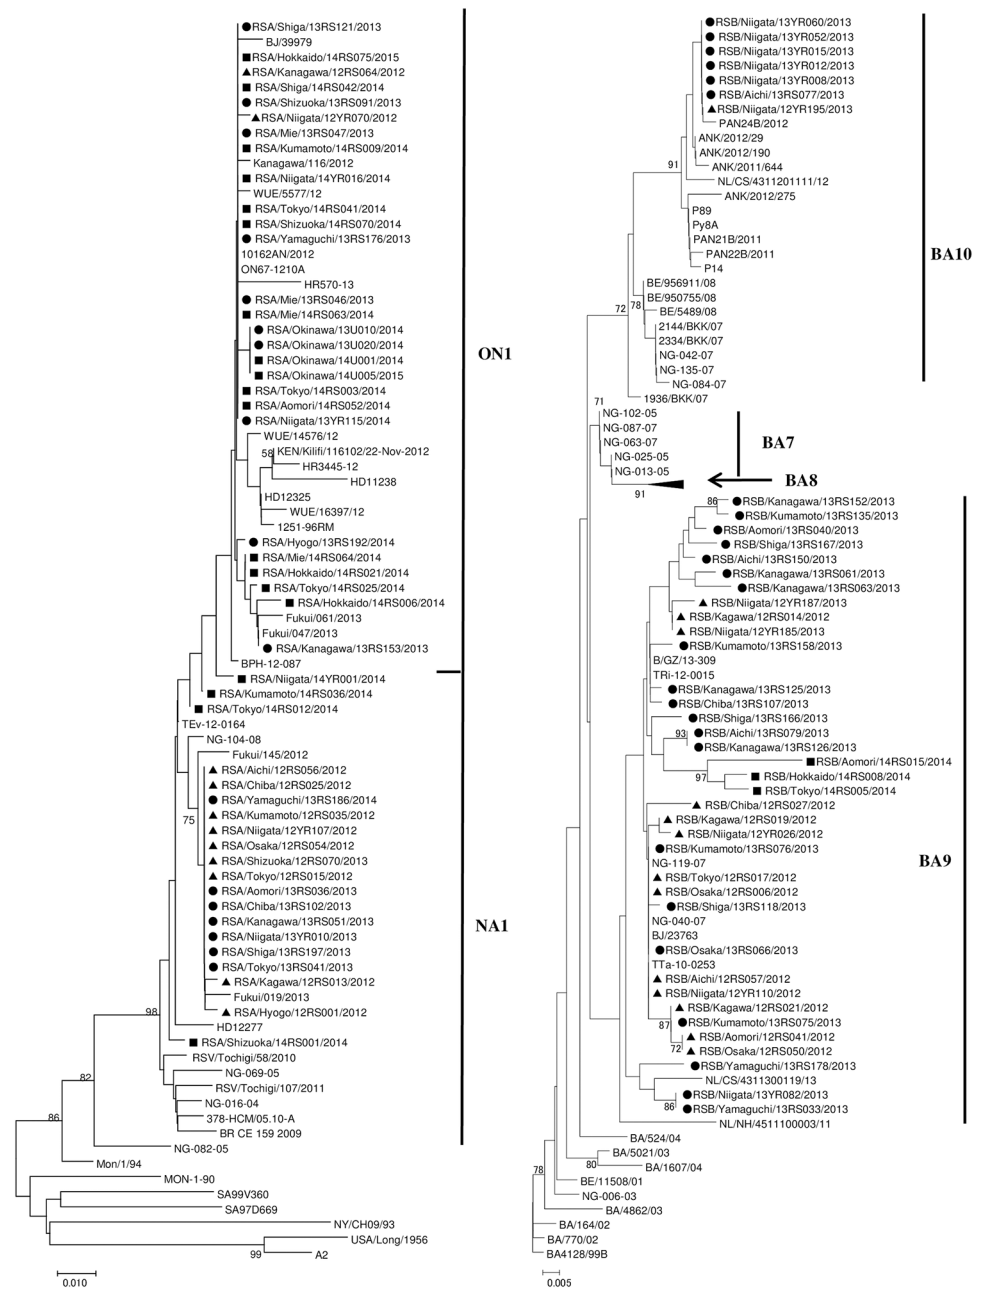 RSA/Shiga/13RS121/2013
BJ/39979
RSA/Hokkaido/14RS075/2015
RSA/Kanagawa/12RS064/2012
RSA/Shiga/14RS042/2014
RSA/Shizuoka/13RS091/2013
RSA/Niigata/12YR070/2012
RSA/Mie/13RS047/2013
RSA/Kumamoto/14RS009/2014
Kanagawa/116/2012
RSA/Niigata/14YR016/2014
WUE/5577/12
RSA/Tokyo/14RS041/2014
RSA/Shizuoka/14RS070/2014
RSA/Yamaguchi/13RS176/2013
10162AN/2012
ON67-1210A
HR570-13
RSA/Mie/13RS046/2013
RSA/Mie/14RS063/2014
RSA/Okinawa/13U010/2014
RSA/Okinawa/13U020/2014
RSA/Okinawa/14U001/2014
RSA/Okinawa/14U005/2015
RSA/Tokyo/14RS003/2014
RSA/Aomori/14RS052/2014
RSA/Niigata/13YR115/2014
WUE/14576/12
58
KEN/Kilifi/116102/22-Nov-2012
HR3445-12
HD11238
HD12325
WUE/16397/12
1251-96RM
RSA/Hyogo/13RS192/2014
RSA/Mie/14RS064/2014
RSA/Hokkaido/14RS021/2014
RSA/Tokyo/14RS025/2014
RSA/Hokkaido/14RS006/2014
Fukui/061/2013
Fukui/047/2013
RSA/Kanagawa/13RS153/2013
BPH-12-087
RSA/Niigata/14YR001/2014
RSA/Kumamoto/14RS036/2014
RSA/Tokyo/14RS012/2014
TEv-12-0164
NG-104-08
Fukui/145/2012
RSA/Aichi/12RS056/2012
RSA/Chiba/12RS025/2012
RSA/Yamaguchi/13RS186/2014
RSA/Kumamoto/12RS035/2012
75
RSA/Niigata/12YR107/2012
RSA/Osaka/12RS054/2012
RSA/Shizuoka/12RS070/2013
RSA/Tokyo/12RS015/2012
RSA/Aomori/13RS036/2013
RSA/Chiba/13RS102/2013
RSA/Kanagawa/13RS051/2013
RSA/Niigata/13YR010/2013
RSA/Shiga/13RS197/2013
RSA/Tokyo/13RS041/2013
RSA/Kagawa/12RS013/2012
Fukui/019/2013
RSA/Hyogo/12RS001/2012
98
HD12277
RSA/Shizuoka/14RS001/2014
RSV/Tochigi/58/2010
NG-069-05
82
RSV/Tochigi/107/2011
NG-016-04
86
378-HCM/05.10-A
BR CE 159 2009
NG-082-05
Mon/1/94
MON-1-90
SA99V360
SA97D669
NY/CH09/93
USA/Long/1956
99
A2
0.010
ON1
NA1
RSB/Niigata/13YR060/2013
RSB/Niigata/13YR052/2013
RSB/Niigata/13YR015/2013
RSB/Niigata/13YR012/2013
RSB/Niigata/13YR008/2013
RSB/Aichi/13RS077/2013
RSB/Niigata/12YR195/2013
PAN24B/2012
ANK/2012/29
ANK/2012/190
91
ANK/2011/644
NL/CS/4311201111/12
ANK/2012/275
P89
Py8A
PAN21B/2011
PAN22B/2011
P14
BE/956911/08
BE/950755/08
72
78
BE/5489/08
2144/BKK/07
2334/BKK/07
NG-042-07
NG-135-07
NG-084-07
1936/BKK/07
71
NG-102-05
NG-087-07
NG-063-07
NG-025-05
NG-013-05
91
BA10
BA7
BA8
86
RSB/Kanagawa/13RS152/2013
RSB/Kumamoto/13RS135/2013
RSB/Aomori/13RS040/2013
RSB/Shiga/13RS167/2013
RSB/Aichi/13RS150/2013
RSB/Kanagawa/13RS061/2013
RSB/Kanagawa/13RS063/2013
RSB/Niigata/12YR187/2013
RSB/Kagawa/12RS014/2012
RSB/Niigata/12YR185/2013
RSB/Kumamoto/13RS158/2013
B/GZ/13-309
TRi-12-0015
RSB/Kanagawa/13RS125/2013
RSB/Chiba/13RS107/2013
RSB/Shiga/13RS166/2013
93
RSB/Aichi/13RS079/2013
RSB/Kanagawa/13RS126/2013
RSB/Aomori/14RS015/2014
97
RSB/Hokkaido/14RS008/2014
RSB/Tokyo/14RS005/2014
RSB/Chiba/12RS027/2012
RSB/Kagawa/12RS019/2012
RSB/Niigata/12YR026/2012
RSB/Kumamoto/13RS076/2013
NG-119-07
RSB/Tokyo/12RS017/2012
RSB/Osaka/12RS006/2012
RSB/Shiga/13RS118/2013
NG-040-07
BJ/23763
RSB/Osaka/13RS066/2013
TTa-10-0253
RSB/Aichi/12RS057/2012
RSB/Niigata/12YR110/2012
RSB/Kagawa/12RS021/2012
87
RSB/Kumamoto/13RS075/2013
RSB/Aomori/12RS041/2012
72
RSB/Osaka/12RS050/2012
RSB/Yamaguchi/13RS178/2013
NL/CS/4311300119/13
RSB/Niigata/13YR082/2013
86
RSB/Yamaguchi/13RS033/2013
NL/NH/4511100003/11
BA9
BA/524/04
BA/5021/03
80
BA/1607/04
78
BE/11508/01
NG-006-03
BA/4862/03
BA/164/02
BA/770/02
BA4128/99B
0.005